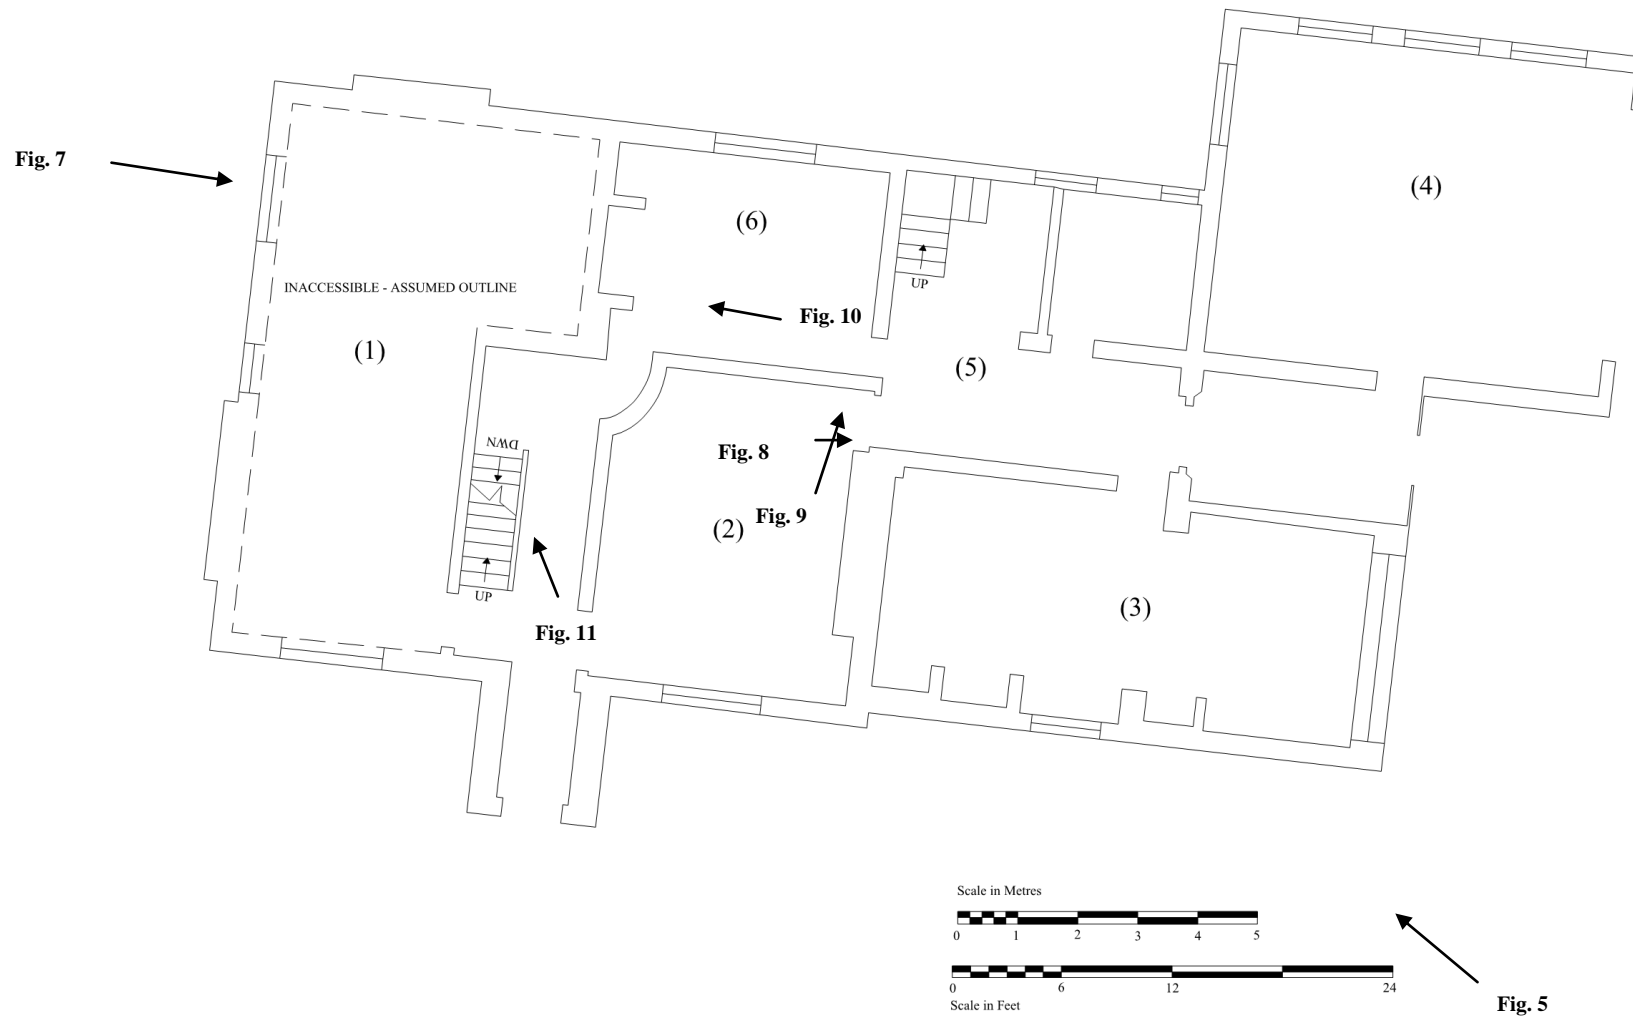 Fig. 7
(4)
(6)
UP
INACCESSIBLE - ASSUMED OUTLINE
Fig. 10
(1)
(5)
DWN
Fig. 8
Fig. 9
(2)
UP
(3)
Fig. 11
Scale in Metres
0 1 2 3 4 5
0 6 12 24
Scale in Feet
Fig. 5